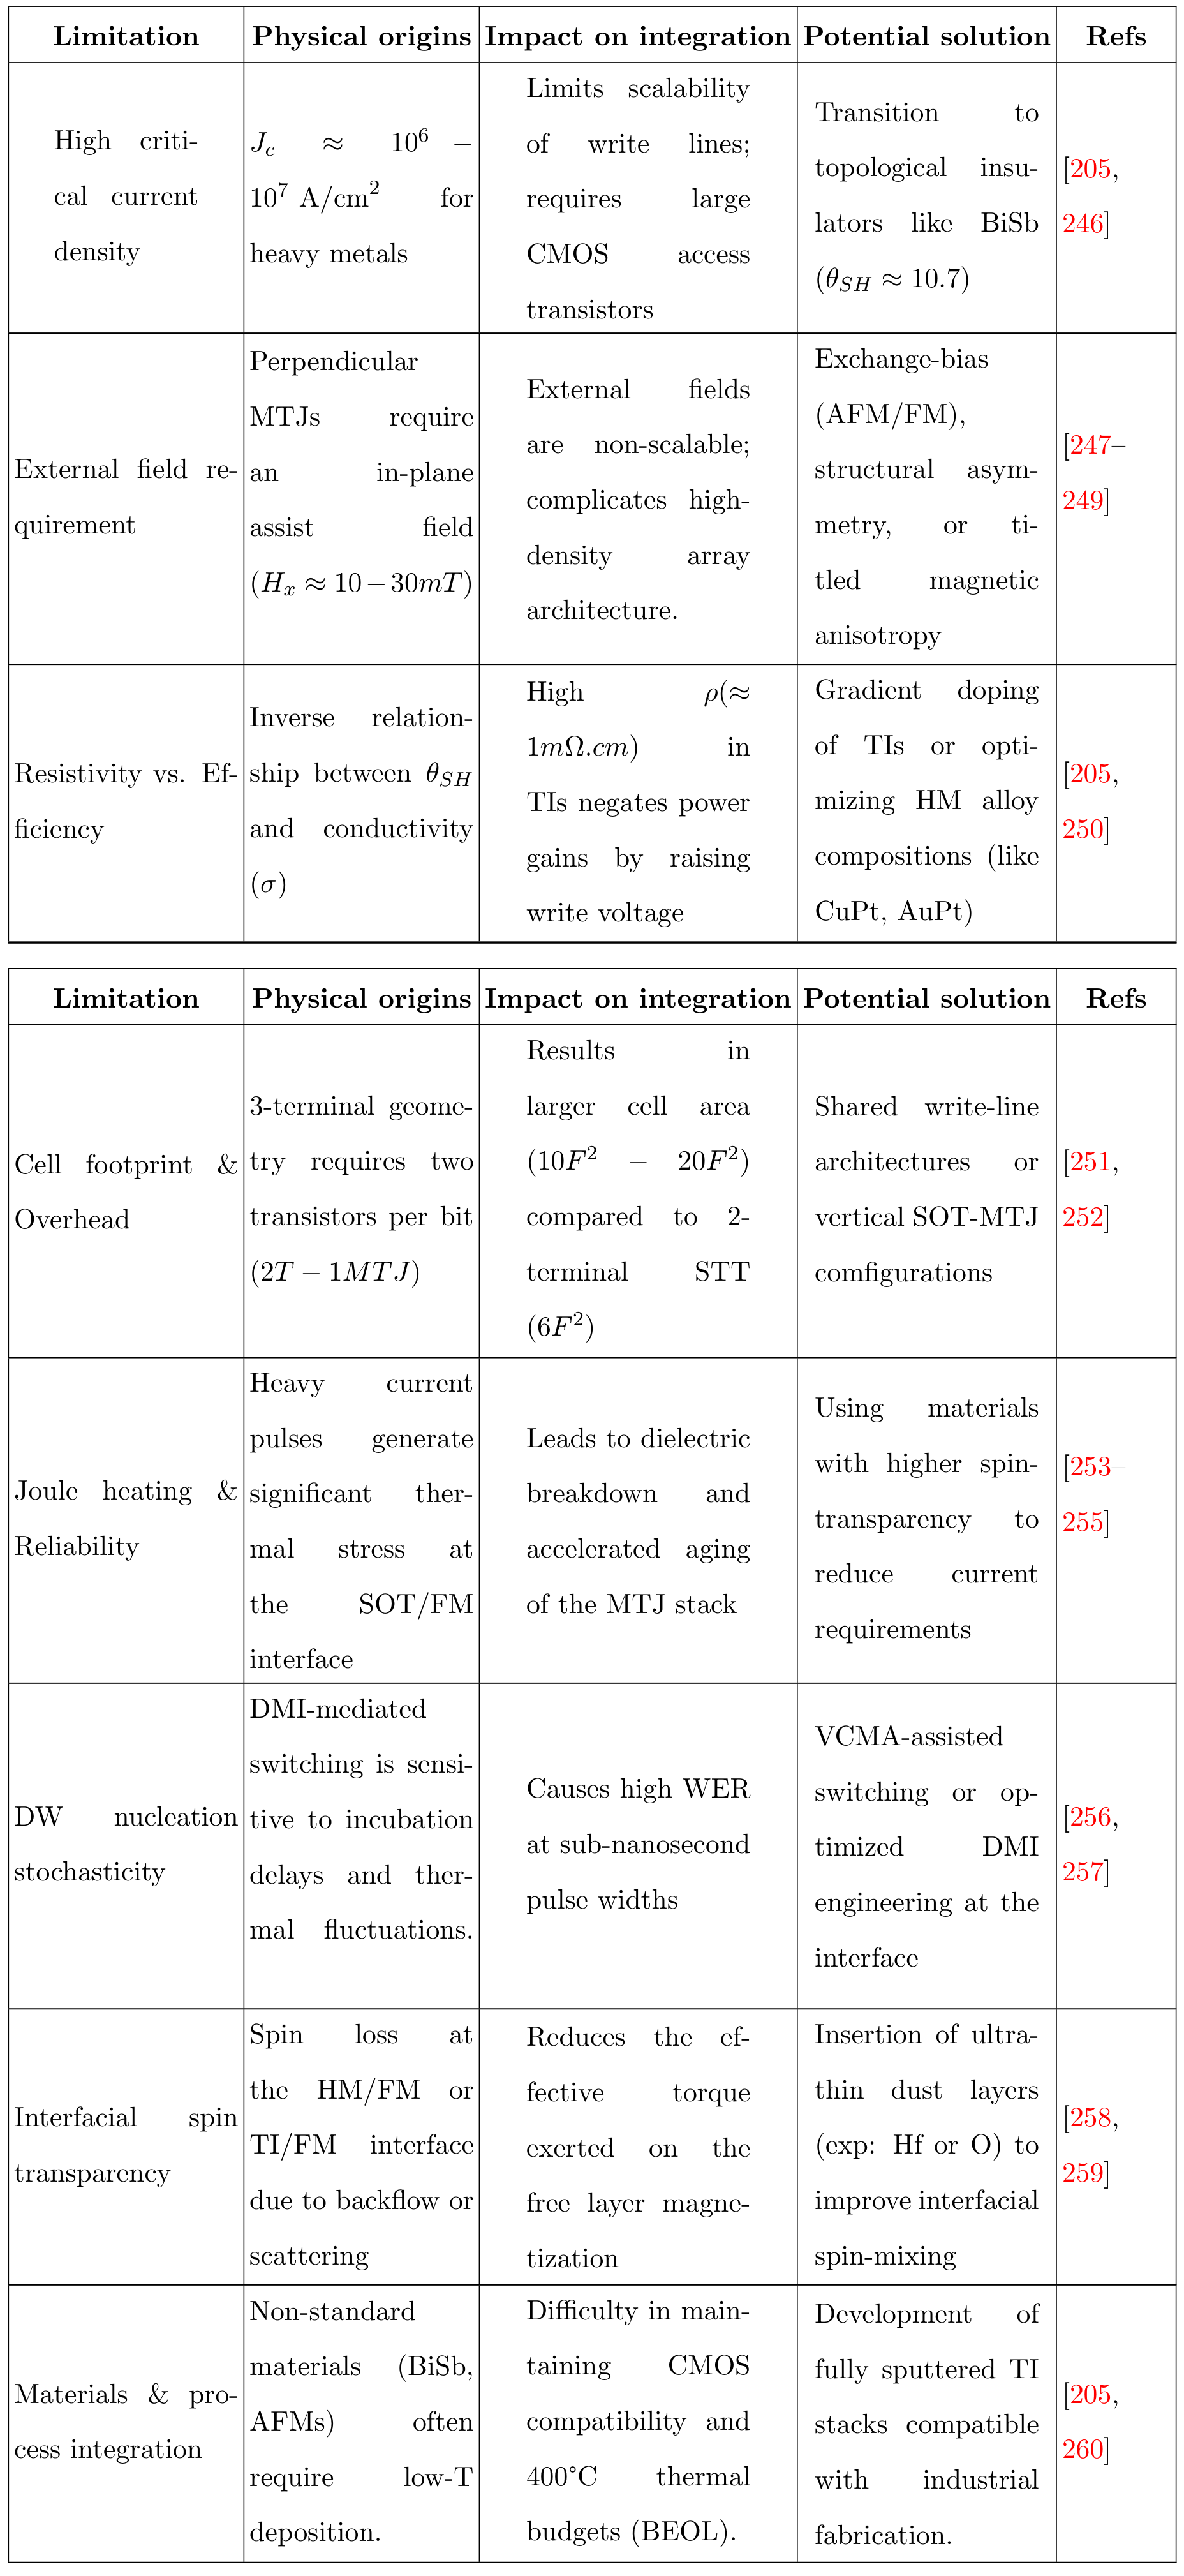 Limitation Physical origins Impact on integration Potential solution Refs
High criti-
cal current
density
J_c ≈ 10^6 −
10^7 A/cm^2 for
heavy metals
Limits scalability
of write lines;
requires large
CMOS access
transistors
Transition to
topological insu-
lators like BiSb
(θ_SH ≈ 10.7)
[205,
246]
External field re-
quirement
Perpendicular
MTJs require
an in-plane
assist field
(H_x ≈ 10 − 30mT)
External fields
are non-scalable;
complicates high-
density array
architecture.
Exchange-bias
(AFM/FM),
structural asym-
metry, or ti-
tled magnetic
anisotropy
[247–
249]
Resistivity vs. Ef-
ficiency
Inverse relation-
ship between θ_SH
and conductivity
(σ)
High ρ(≈
1mΩ.cm) in
TIs negates power
gains by raising
write voltage
Gradient doping
of TIs or opti-
mizing HM alloy
compositions (like
CuPt, AuPt)
[205,
250]
Limitation Physical origins Impact on integration Potential solution Refs
Cell footprint &
Overhead
3-terminal geome-
try requires two
transistors per bit
(2T − 1MTJ)
Results in
larger cell area
(10F^2 − 20F^2)
compared to 2-
terminal STT
(6F^2)
Shared write-line
architectures or
vertical SOT-MTJ
comfigurations
[251,
252]
Joule heating &
Reliability
Heavy current
pulses generate
significant ther-
mal stress at
the SOT/FM
interface
Leads to dielectric
breakdown and
accelerated aging
of the MTJ stack
Using materials
with higher spin-
transparency to
reduce current
requirements
[253–
255]
DW nucleation
stochasticity
DMI-mediated
switching is sensi-
tive to incubation
delays and ther-
mal fluctuations.
Causes high WER
at sub-nanosecond
pulse widths
VCMA-assisted
switching or op-
timized DMI
engineering at the
interface
[256,
257]
Interfacial spin
transparency
Spin loss at
the HM/FM or
TI/FM interface
due to backflow or
scattering
Reduces the ef-
fective torque
exerted on the
free layer magne-
tization
Insertion of ultra-
thin dust layers
(exp: Hf or O) to
improve interfacial
spin-mixing
[258,
259]
Materials & pro-
cess integration
Non-standard
materials (BiSb,
AFMs) often
require low-T
deposition.
Difficulty in main-
taining CMOS
compatibility and
400°C thermal
budgets (BEOL).
Development of
fully sputtered TI
stacks compatible
with industrial
fabrication.
[205,
260]